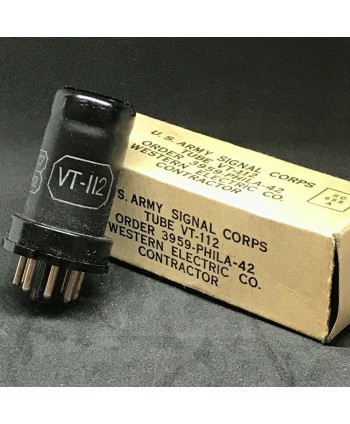 VT-112
U.S. ARMY SIGNAL CORPS
TUBE VT-112
ORDER 3959-PHILA-42
WESTERN ELECTRIC CO.
CONTRACTOR
U.S. ARMY SIGNAL CORPS
TUBE VT-112
ORDER 3959-PHILA-42
WESTERN ELECTRIC CO.
CONTRACTOR